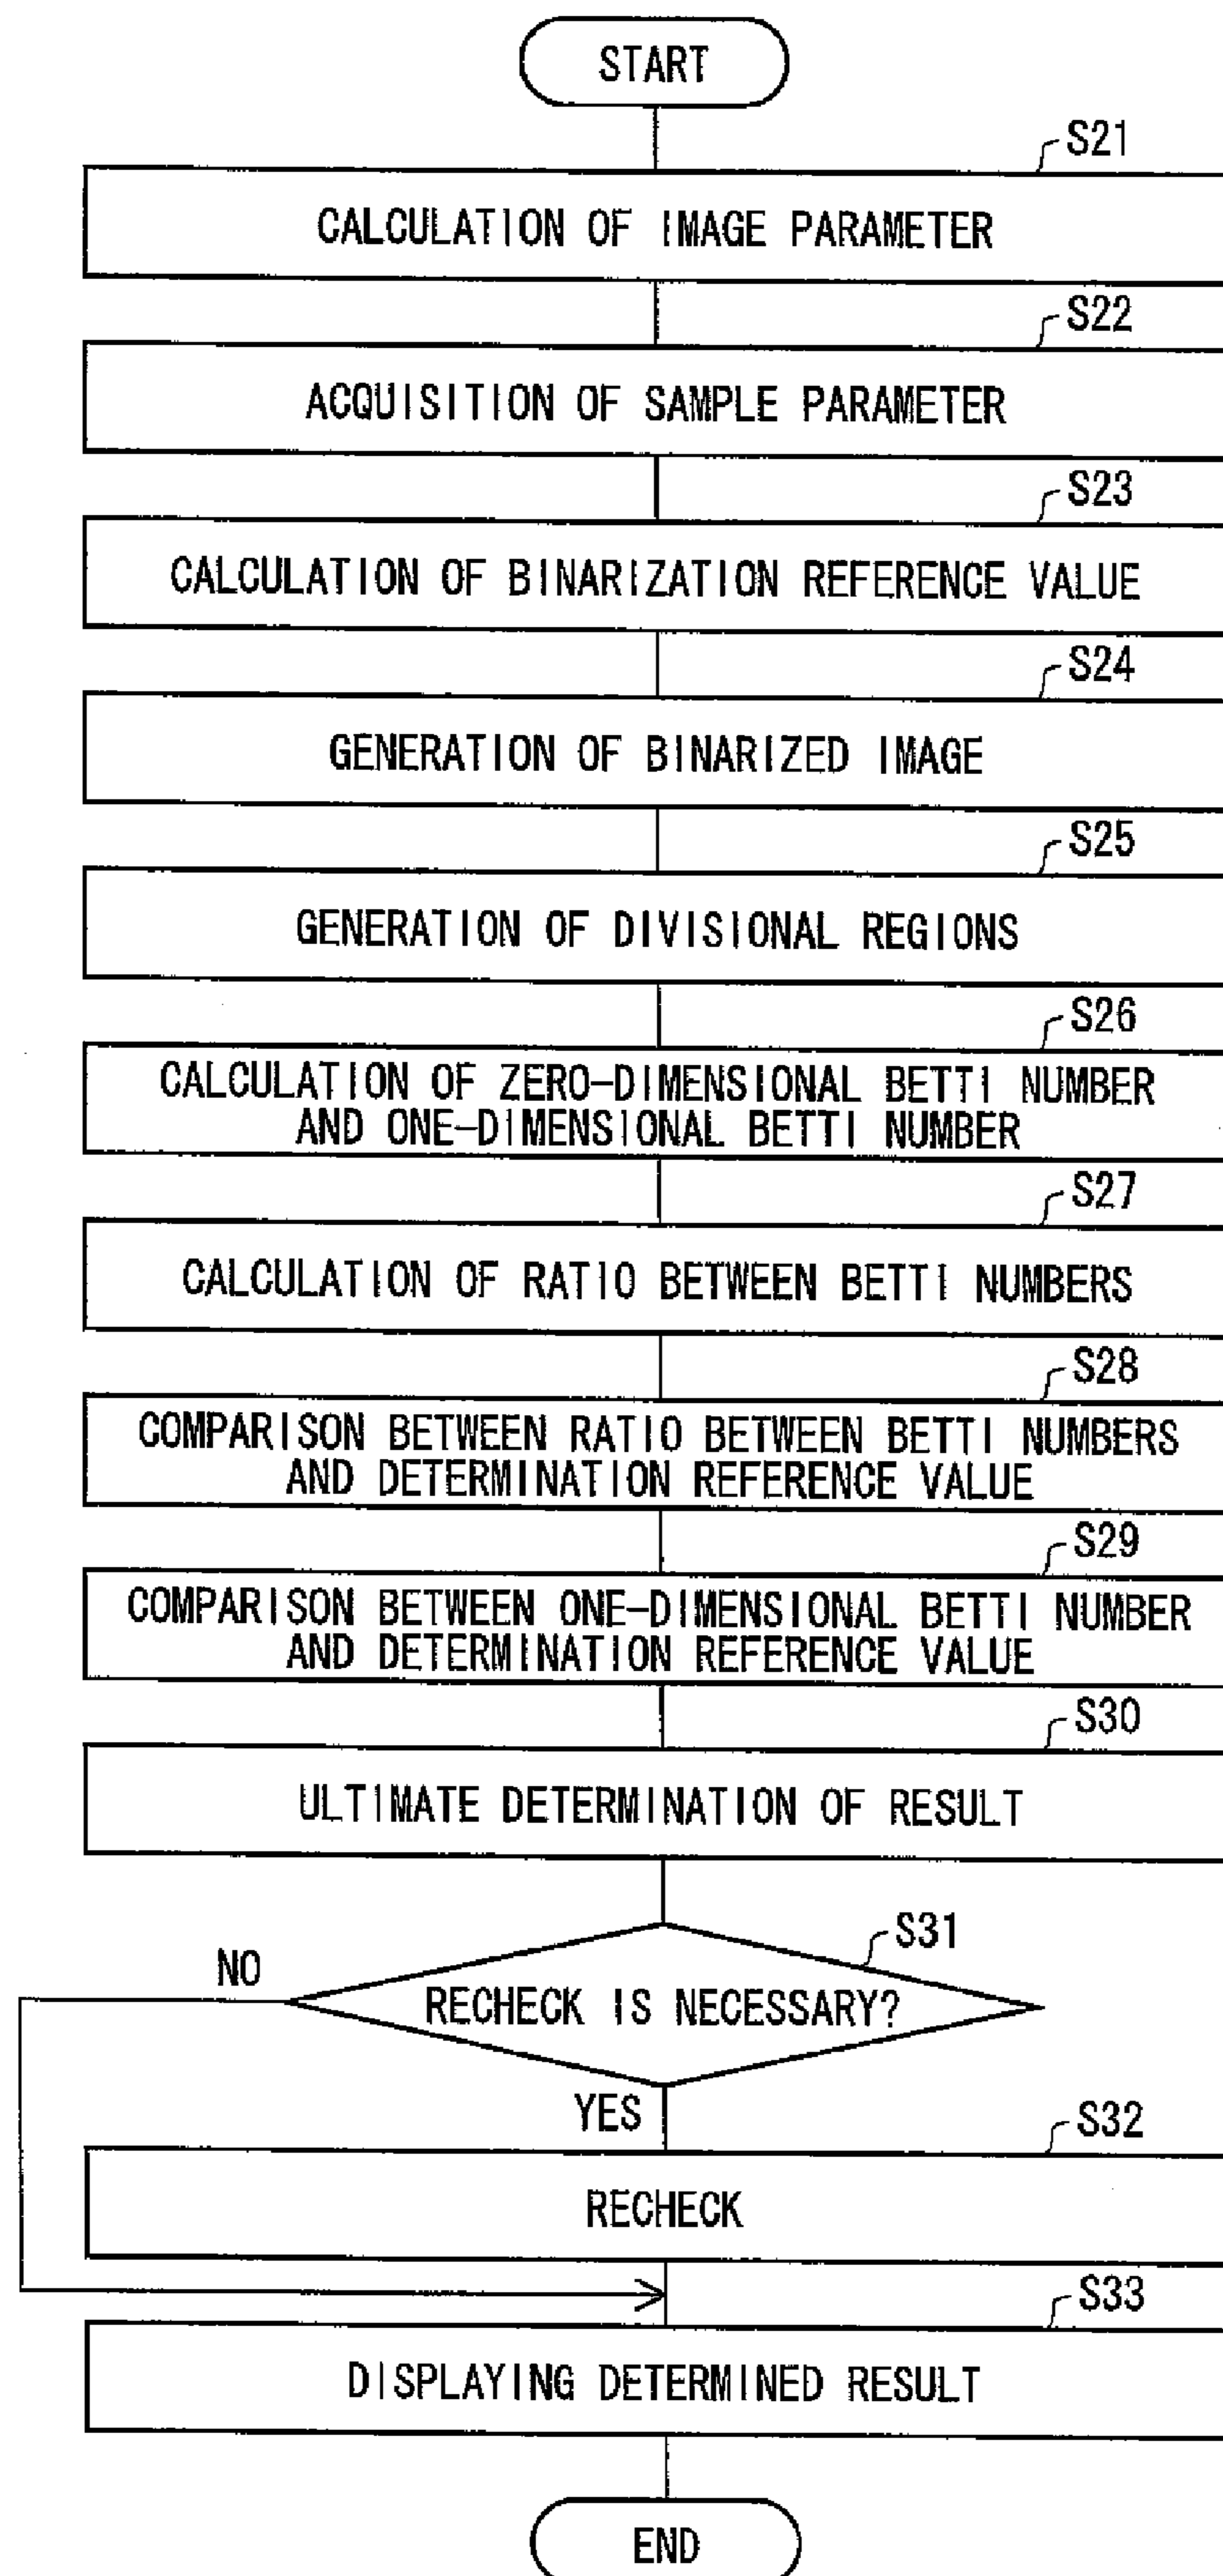 START
S21
CALCULATION OF IMAGE PARAMETER
S22
ACQUISITION OF SAMPLE PARAMETER
S23
CALCULATION OF BINARIZATION REFERENCE VALUE
S24
GENERATION OF BINARIZED IMAGE
S25
GENERATION OF DIVISIONAL REGIONS
S26
CALCULATION OF ZERO-DIMENSIONAL BETTI NUMBER
AND ONE-DIMENSIONAL BETTI NUMBER
S27
CALCULATION OF RATIO BETWEEN BETTI NUMBERS
S28
COMPARISON BETWEEN RATIO BETWEEN BETTI NUMBERS
AND DETERMINATION REFERENCE VALUE
S29
COMPARISON BETWEEN ONE-DIMENSIONAL BETTI NUMBER
AND DETERMINATION REFERENCE VALUE
S30
ULTIMATE DETERMINATION OF RESULT
S31
NO
RECHECK IS NECESSARY?
YES
S32
RECHECK
S33
DISPLAYING DETERMINED RESULT
END